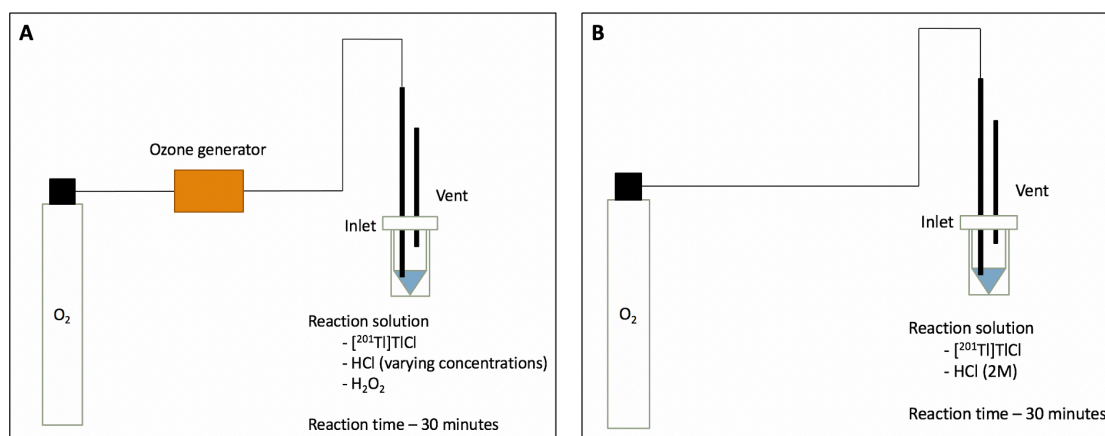 A
Ozone generator
Vent
Inlet
O₂
Reaction solution
- [²⁰¹Tl]TlCl
- HCl (varying concentrations)
- H₂O₂
Reaction time – 30 minutes
B
Vent
Inlet
O₂
Reaction solution
- [²⁰¹Tl]TlCl
- HCl (2M)
Reaction time – 30 minutes